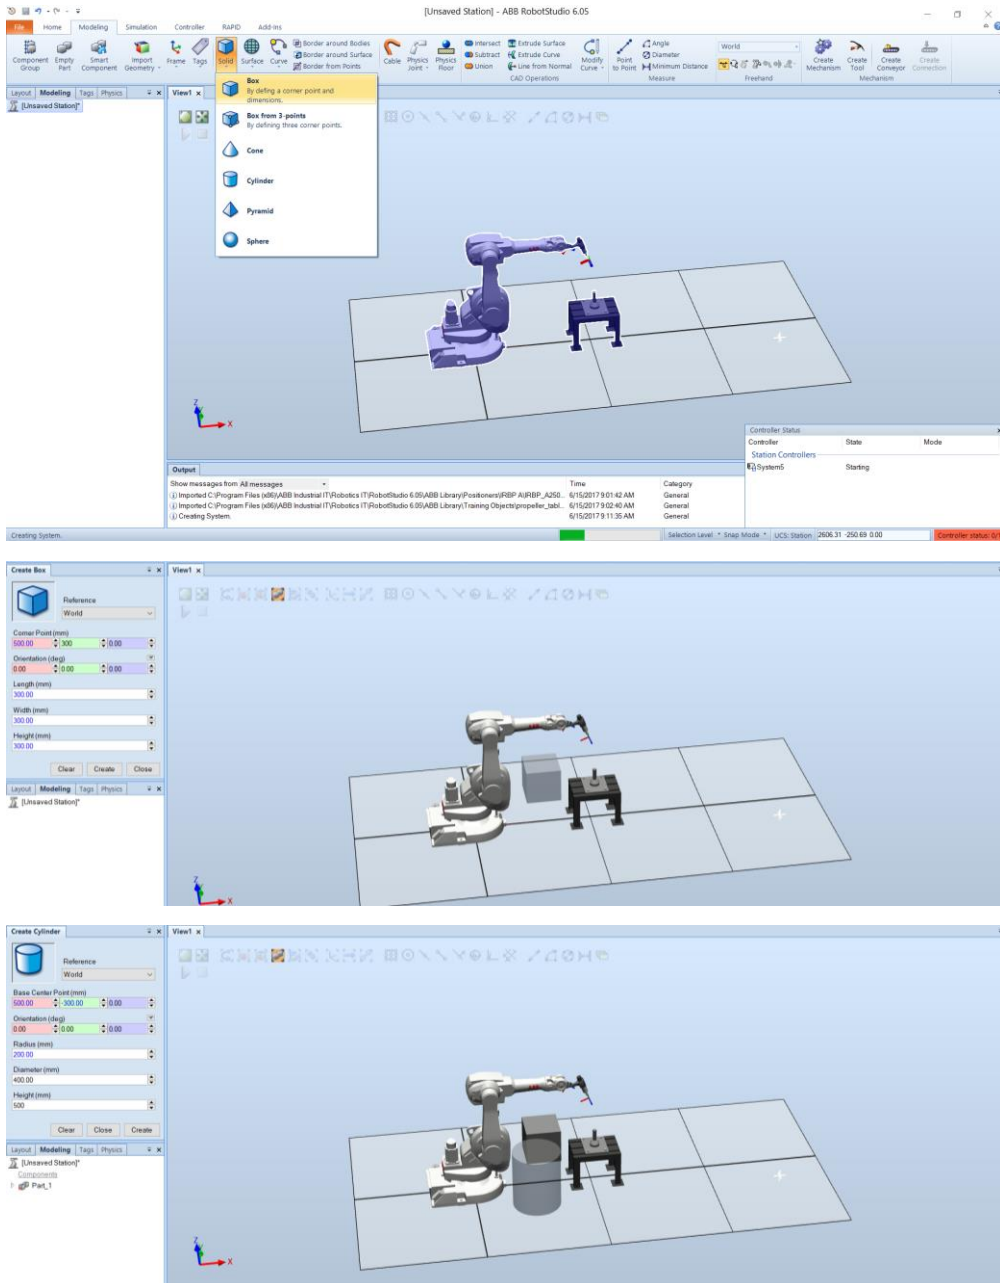 [Unsaved Station] - ABB RobotStudio 6.05
File Home Modeling Simulation Controller RAPID Add-Ins
Component Group
Empty Part
Smart Component
Import Geometry
Frame
Tags
Solid
Surface
Curve
Border around Bodies
Border around Surface
Border from Points
Cable
Physics Joint
Physics Floor
Intersect
Subtract
Union
Extrude Surface
Extrude Curve
Line from Normal
CAD Operations
Modify Curve
Point to Point
Angle
Diameter
Minimum Distance
Measure
World
Freehand
Create Mechanism
Create Tool
Create Conveyor
Create Connection
Mechanism
Layout Modeling Tags Physics
[Unsaved Station]*
View1
Box
By defing a corner point and
dimensions.
Box from 3-points
By defining three corner points.
Cone
Cylinder
Pyramid
Sphere
Z
X
Controller Status
Controller State Mode
Station Controllers
System5 Starting
Output
Show messages from All messages Time Category
Imported C:\Program Files (x86)\ABB Industrial IT\Robotics IT\RobotStudio 6.05\ABB Library\Positioners\IRBP A\IRBP_A250... 6/15/2017 9:01:42 AM General
Imported C:\Program Files (x86)\ABB Industrial IT\Robotics IT\RobotStudio 6.05\ABB Library\Training Objects\propeller_tabl... 6/15/2017 9:02:40 AM General
Creating System. 6/15/2017 9:11:35 AM General
Creating System. Selection Level Snap Mode UCS: Station 2606.31 -250.69 0.00 Controller status: 0/1
Create Box
View1
Reference
World
Corner Point (mm)
500.00 300 0.00
Orientation (deg)
0.00 0.00 0.00
Length (mm)
300.00
Width (mm)
300.00
Height (mm)
300.00
Clear Create Close
Layout Modeling Tags Physics
[Unsaved Station]*
Z
X
Create Cylinder
View1
Reference
World
Base Center Point (mm)
500.00 -300.00 0.00
Orientation (deg)
0.00 0.00 0.00
Radius (mm)
200.00
Diameter (mm)
400.00
Height (mm)
500
Clear Close Create
Layout Modeling Tags Physics
[Unsaved Station]*
Components
Part_1
Z
X